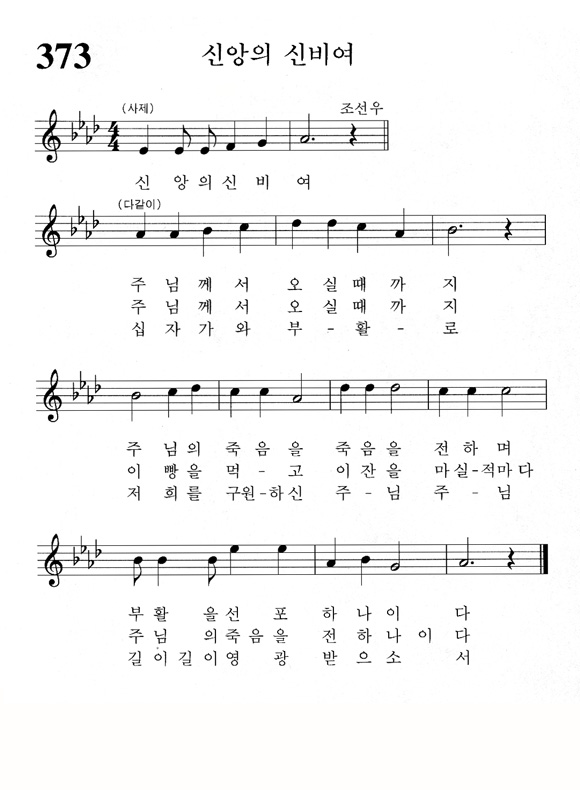 373 신앙의 신비여
(사제) 조선우
4
4
신 앙의신 비 여
(다같이)
주 님 께 서 오 실 때 까 지
주 님 께 서 오 실 때 까 지
십 자 가 와 부 - 활 - 로
주 님의 죽 음 을 죽 음 을 전 하 며
이 빵을 먹 - 고 이 잔 을 마실-적마다
저 희를 구원-하신 주 - 님 주 - 님
부 활 을선 포 하 나 이 다
주 님 의죽 음 을 전 하 나 이 다
길 이 길 이 영 광 받 으 소 서